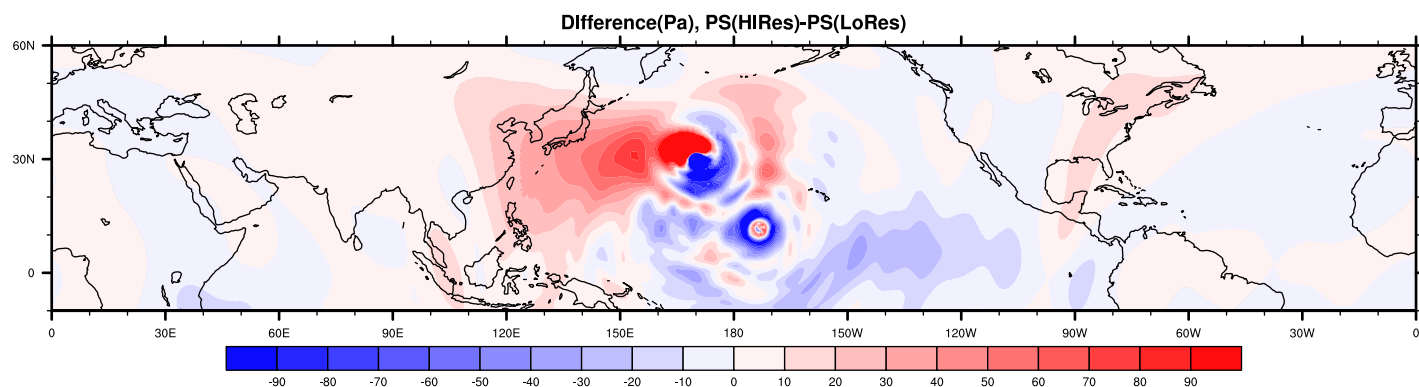 DIfference(Pa), PS(HIRes)-PS(LoRes)
60N
30N
0
0 30E 60E 90E 120E 150E 180 150W 120W 90W 60W 30W 0
-90 -80 -70 -60 -50 -40 -30 -20 -10 0 10 20 30 40 50 60 70 80 90